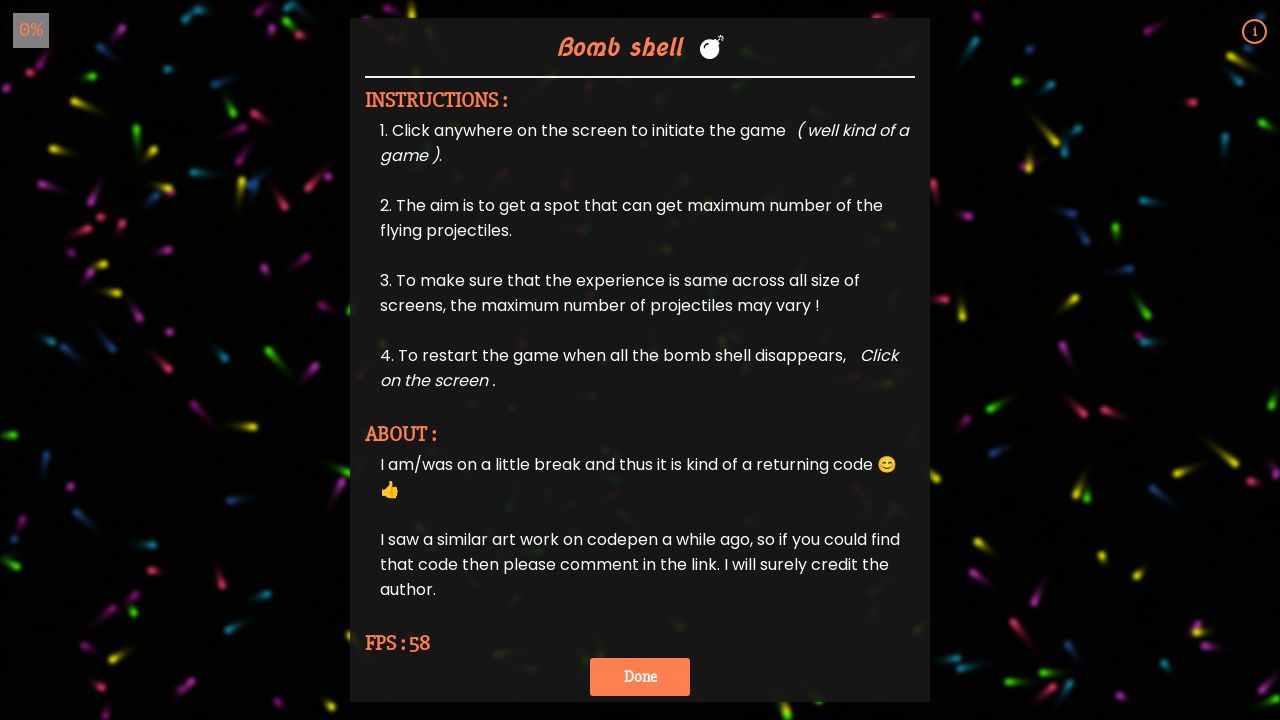 0%
i
Bomb shell 💣
INSTRUCTIONS :
1. Click anywhere on the screen to initiate the game ( well kind of a
game ).
2. The aim is to get a spot that can get maximum number of the
flying projectiles.
3. To make sure that the experience is same across all size of
screens, the maximum number of projectiles may vary !
4. To restart the game when all the bomb shell disappears, Click
on the screen .
ABOUT :
I am/was on a little break and thus it is kind of a returning code 😊
👍
I saw a similar art work on codepen a while ago, so if you could find
that code then please comment in the link. I will surely credit the
author.
FPS : 58
Done